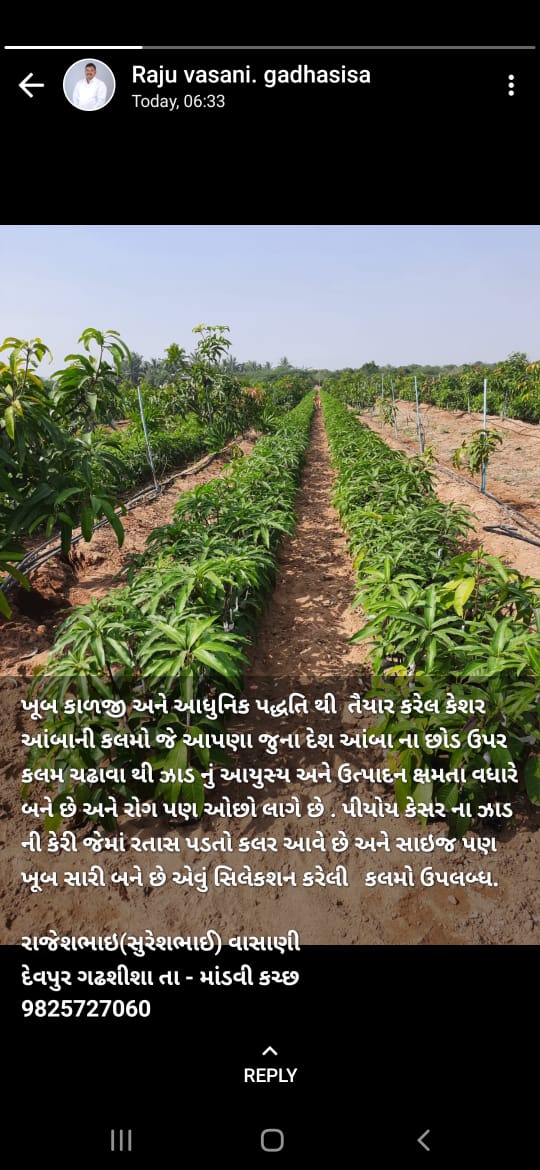 Raju vasani. gadhasisa
Today, 06:33
ખૂબ કાળજી અને આધુનિક પદ્ધતિ થી તૈયાર કરેલ કેશર
આંબાની કલમો જે આપણા જુના દેશ આંબા ના છોડ ઉપર
કલમ ચઢાવા થી ઝાડ નું આયુસ્ય અને ઉત્પાદન ક્ષમતા વધારે
બને છે અને રોગ પણ ઓછો લાગે છે . પીયોય કેસર ના ઝાડ
ની કેરી જેમાં રતાસ પડતો કલર આવે છે અને સાઇજ પણ
ખૂબ સારી બને છે એવું સિલેકશન કરેલી કલમો ઉપલબ્ધ.
રાજેશભાઇ(સુરેશભાઈ) વાસાણી
દેવપુર ગઢશીશા તા - માંડવી કચ્છ
9825727060
REPLY